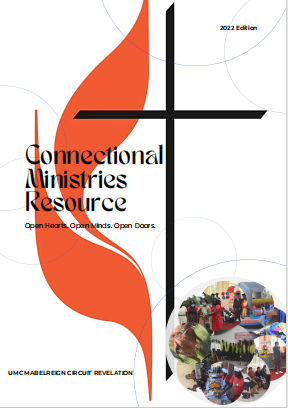 2022 Edition
Connectional
Ministries
Resource
Open Hearts. Open Minds. Open Doors.
UMC MABELREIGN CIRCUIT REVELATION